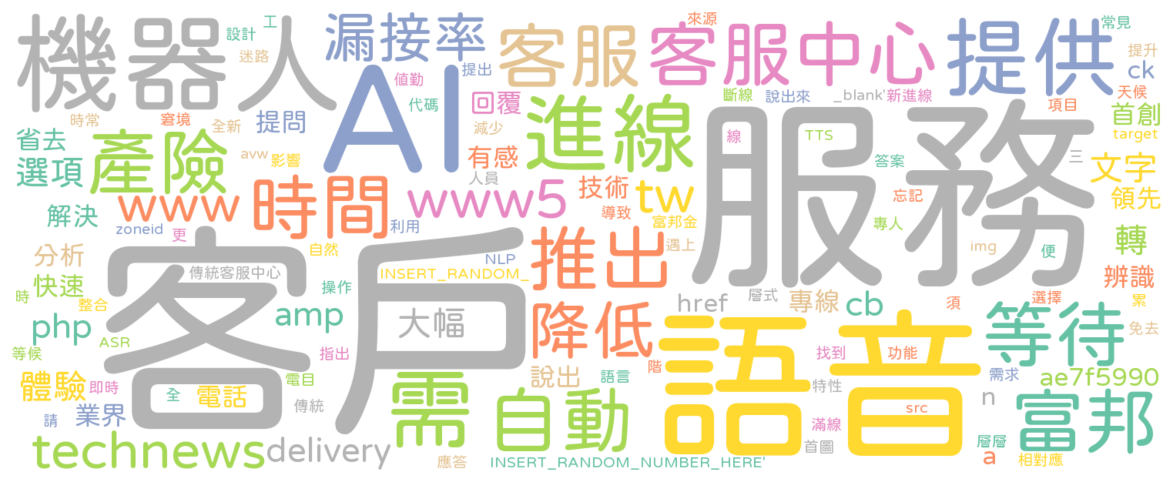 機器人
設計
工
迷路
漏接率
值勤
提出
代碼
客服
來源
客服中心
提供
常見
提升
ck
天候
斷線
說出來
_blank'
新進線
項目
首創
target
時常
窘境
全新
提問
回覆
減少
省去
選項
產險
avw
影響
AI
有感
人員
進線
線
TTS
服務
答案
三
文字
領先
www
時間
www5
技術
tw
導致
富邦金
忘記
專人
解決
zoneid
更
利用
遇上
img
便
轉
分析
傳統客服中心
自然
NLP
INSERT_RANDOM_
推出
辨識
快速
時
整合
客戶
操作
大幅
href
層式
專線
cb
須
選擇
累
php
amp
ASR
降低
語音
等待
免去
等候
指出
找到
功能
體驗
即時
全
電話
電目
傳統
需
說出
語言
階
特性
需求
ae7f5990
n
請
業界
自動
src
滿線
富邦
technews
delivery
應答
INSERT_RANDOM_NUMBER_HERE'
首圖
層層
a
相對應